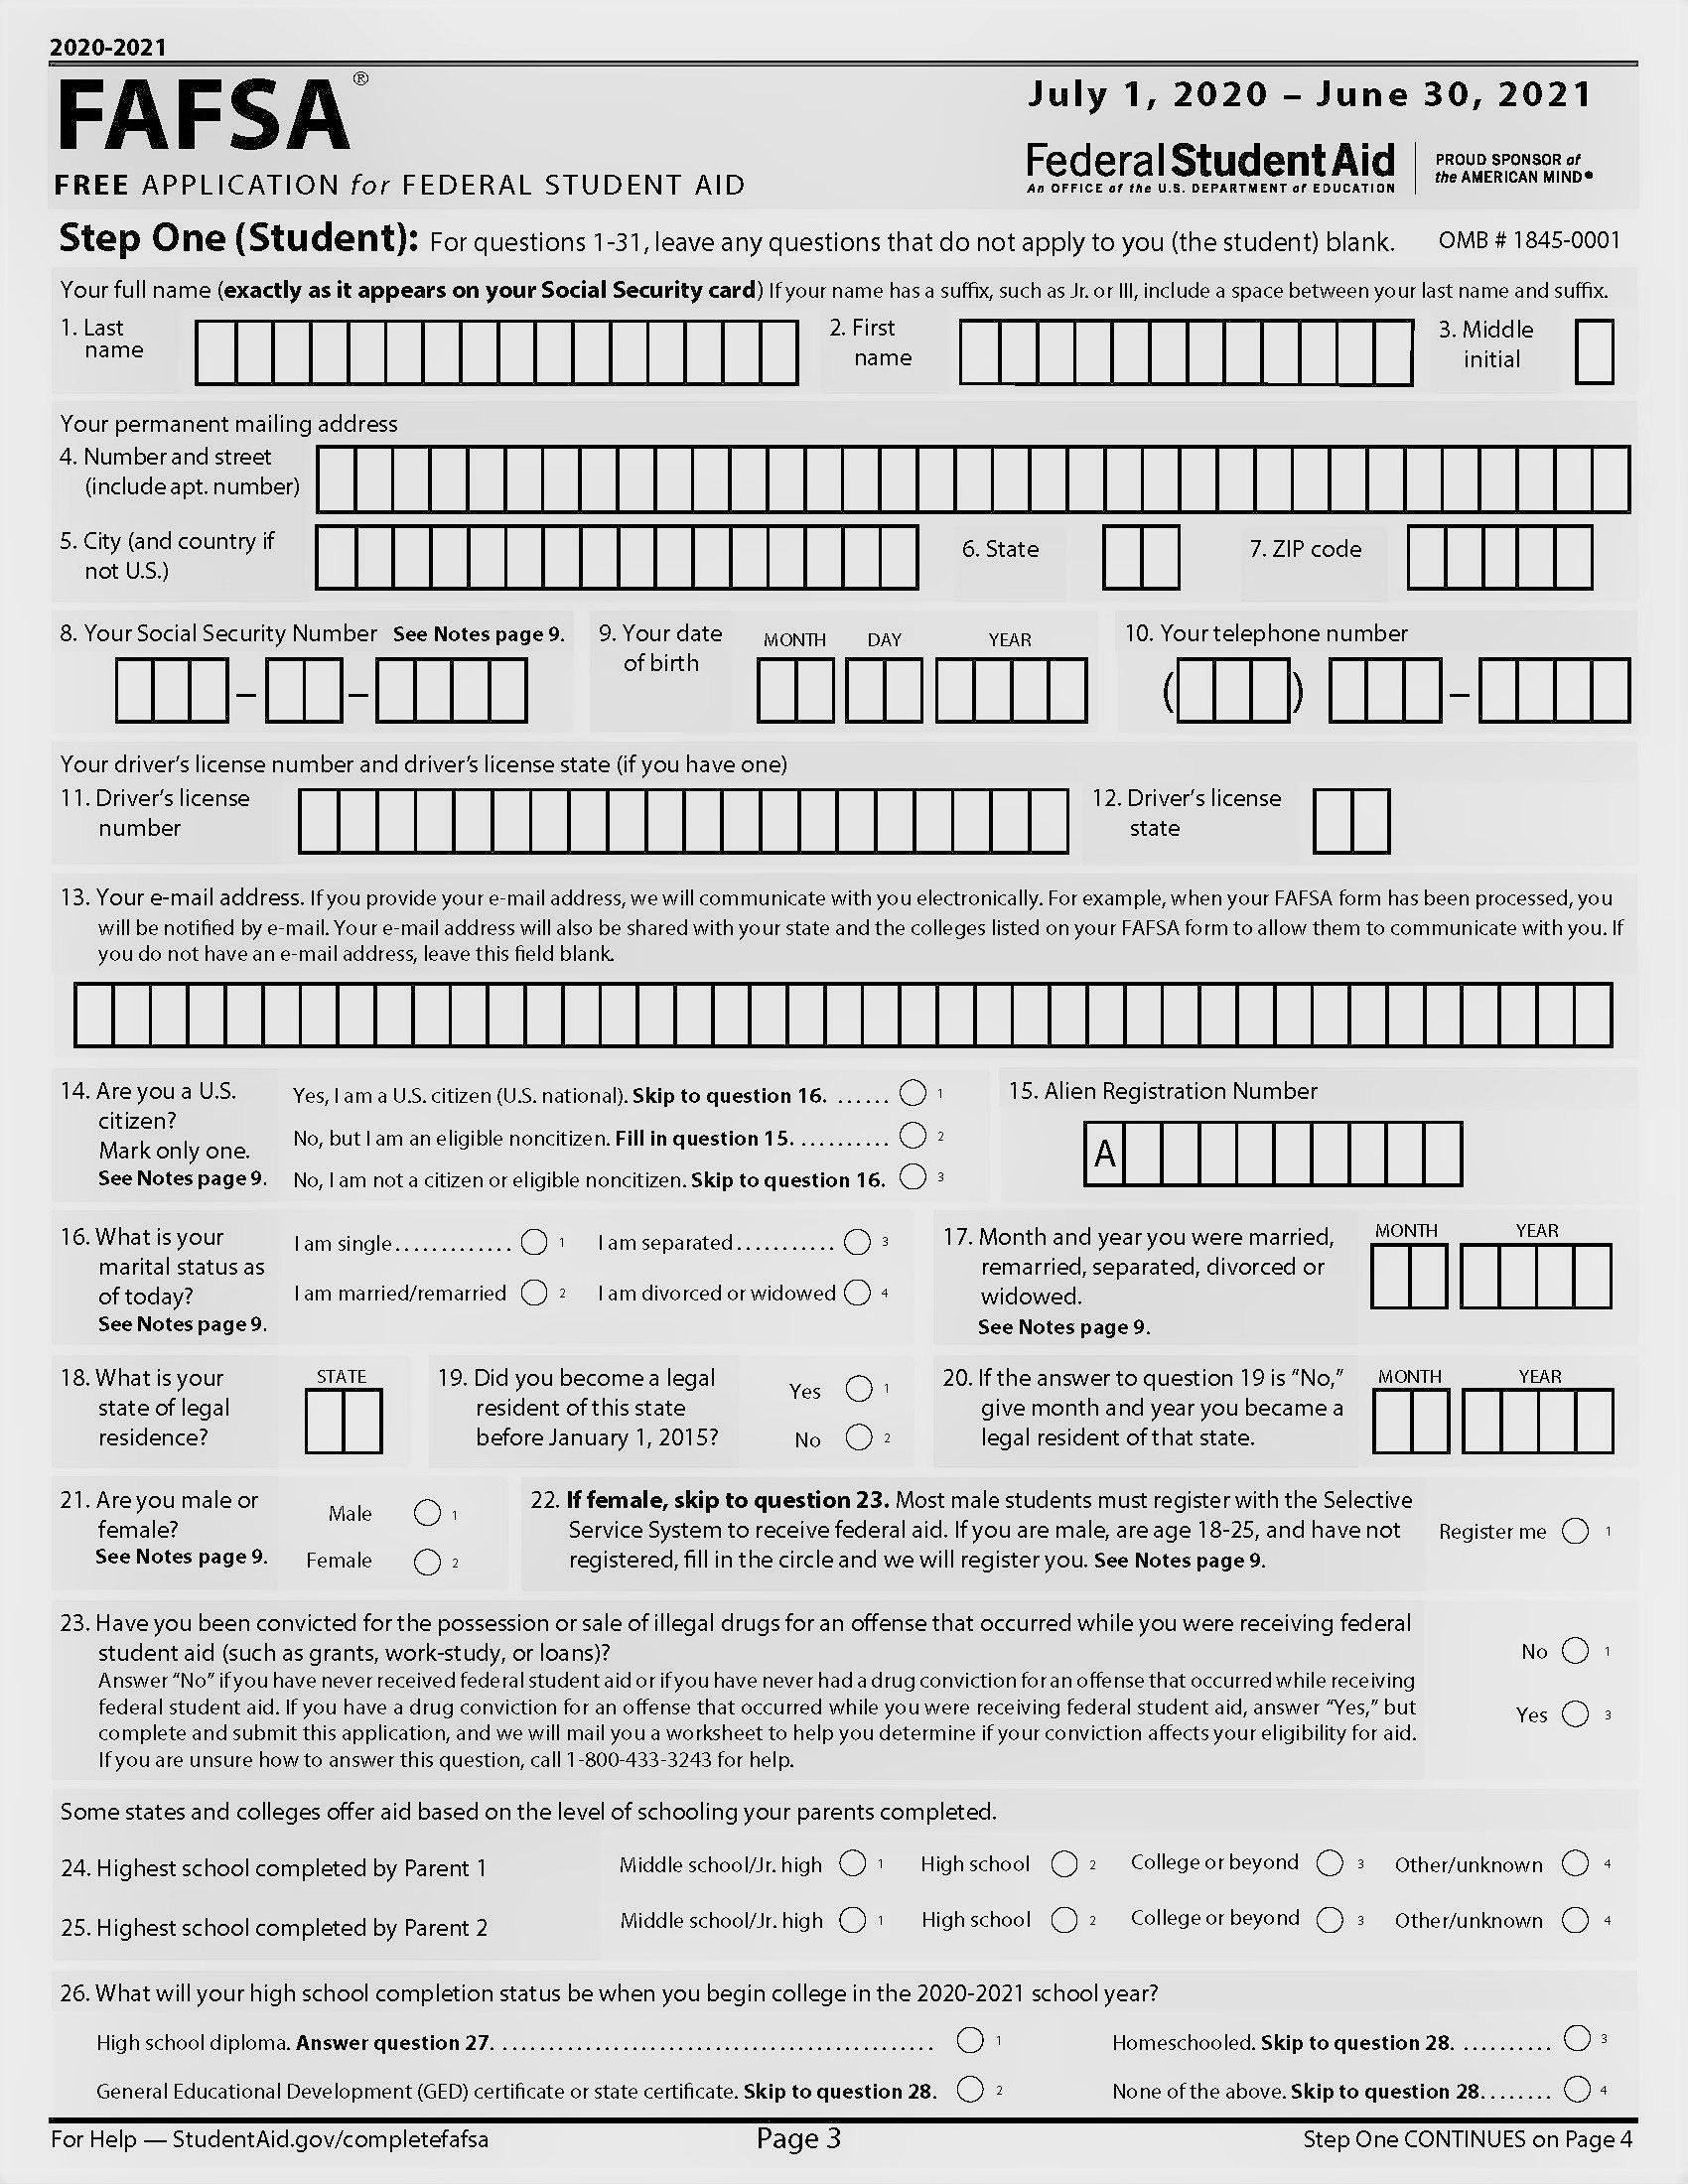 2020-2021
FAFSA®
July 1, 2020 – June 30, 2021
FREE APPLICATION for FEDERAL STUDENT AID
Federal Student Aid
An OFFICE of the U.S. DEPARTMENT of EDUCATION
PROUD SPONSOR of
the AMERICAN MIND®
Step One (Student): For questions 1-31, leave any questions that do not apply to you (the student) blank. OMB # 1845-0001
Your full name (exactly as it appears on your Social Security card) If your name has a suffix, such as Jr. or III, include a space between your last name and suffix.
1. Last
name
2. First
name
3. Middle
initial
Your permanent mailing address
4. Number and street
(include apt. number)
5. City (and country if
not U.S.)
6. State
7. ZIP code
8. Your Social Security Number See Notes page 9.
– –
9. Your date
of birth
MONTH DAY YEAR
10. Your telephone number
( ) –
Your driver's license number and driver's license state (if you have one)
11. Driver's license
number
12. Driver's license
state
13. Your e-mail address. If you provide your e-mail address, we will communicate with you electronically. For example, when your FAFSA form has been processed, you
will be notified by e-mail. Your e-mail address will also be shared with your state and the colleges listed on your FAFSA form to allow them to communicate with you. If
you do not have an e-mail address, leave this field blank.
14. Are you a U.S.
citizen?
Mark only one.
See Notes page 9.
Yes, I am a U.S. citizen (U.S. national). Skip to question 16. ...... 1
No, but I am an eligible noncitizen. Fill in question 15. .......... 2
No, I am not a citizen or eligible noncitizen. Skip to question 16. 3
15. Alien Registration Number
A
16. What is your
marital status as
of today?
See Notes page 9.
I am single............. 1
I am separated........... 3
I am married/remarried 2
I am divorced or widowed 4
17. Month and year you were married,
remarried, separated, divorced or
widowed.
See Notes page 9.
MONTH YEAR
18. What is your
state of legal
residence?
STATE
19. Did you become a legal
resident of this state
before January 1, 2015?
Yes 1
No 2
20. If the answer to question 19 is "No,"
give month and year you became a
legal resident of that state.
MONTH YEAR
21. Are you male or
female?
See Notes page 9.
Male 1
Female 2
22. If female, skip to question 23. Most male students must register with the Selective
Service System to receive federal aid. If you are male, are age 18-25, and have not
registered, fill in the circle and we will register you. See Notes page 9.
Register me 1
23. Have you been convicted for the possession or sale of illegal drugs for an offense that occurred while you were receiving federal
student aid (such as grants, work-study, or loans)?
Answer "No" if you have never received federal student aid or if you have never had a drug conviction for an offense that occurred while receiving
federal student aid. If you have a drug conviction for an offense that occurred while you were receiving federal student aid, answer "Yes," but
complete and submit this application, and we will mail you a worksheet to help you determine if your conviction affects your eligibility for aid.
If you are unsure how to answer this question, call 1-800-433-3243 for help.
No 1
Yes 3
Some states and colleges offer aid based on the level of schooling your parents completed.
24. Highest school completed by Parent 1 Middle school/Jr. high 1 High school 2 College or beyond 3 Other/unknown 4
25. Highest school completed by Parent 2 Middle school/Jr. high 1 High school 2 College or beyond 3 Other/unknown 4
26. What will your high school completion status be when you begin college in the 2020-2021 school year?
High school diploma. Answer question 27. ............................................. 1 Homeschooled. Skip to question 28. .......... 3
General Educational Development (GED) certificate or state certificate. Skip to question 28. 2 None of the above. Skip to question 28........ 4
For Help — StudentAid.gov/completefafsa Page 3 Step One CONTINUES on Page 4